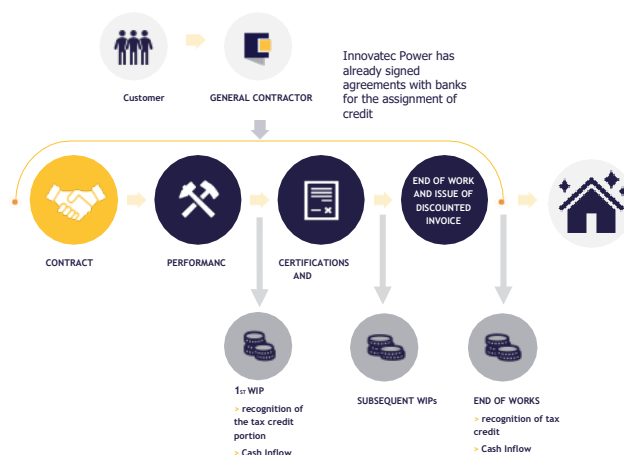 Innovatec Power has
already signed
agreements with banks
for the assignment of
credit
Customer
GENERAL CONTRACTOR
END OF WORK
AND ISSUE OF
DISCOUNTED
INVOICE
CONTRACT
PERFORMANC
CERTIFICATIONS
AND
1ST WIP
> recognition of
the tax credit
portion
> Cash Inflow
SUBSEQUENT WIPs
END OF WORKS
> recognition of tax
credit
> Cash Inflow